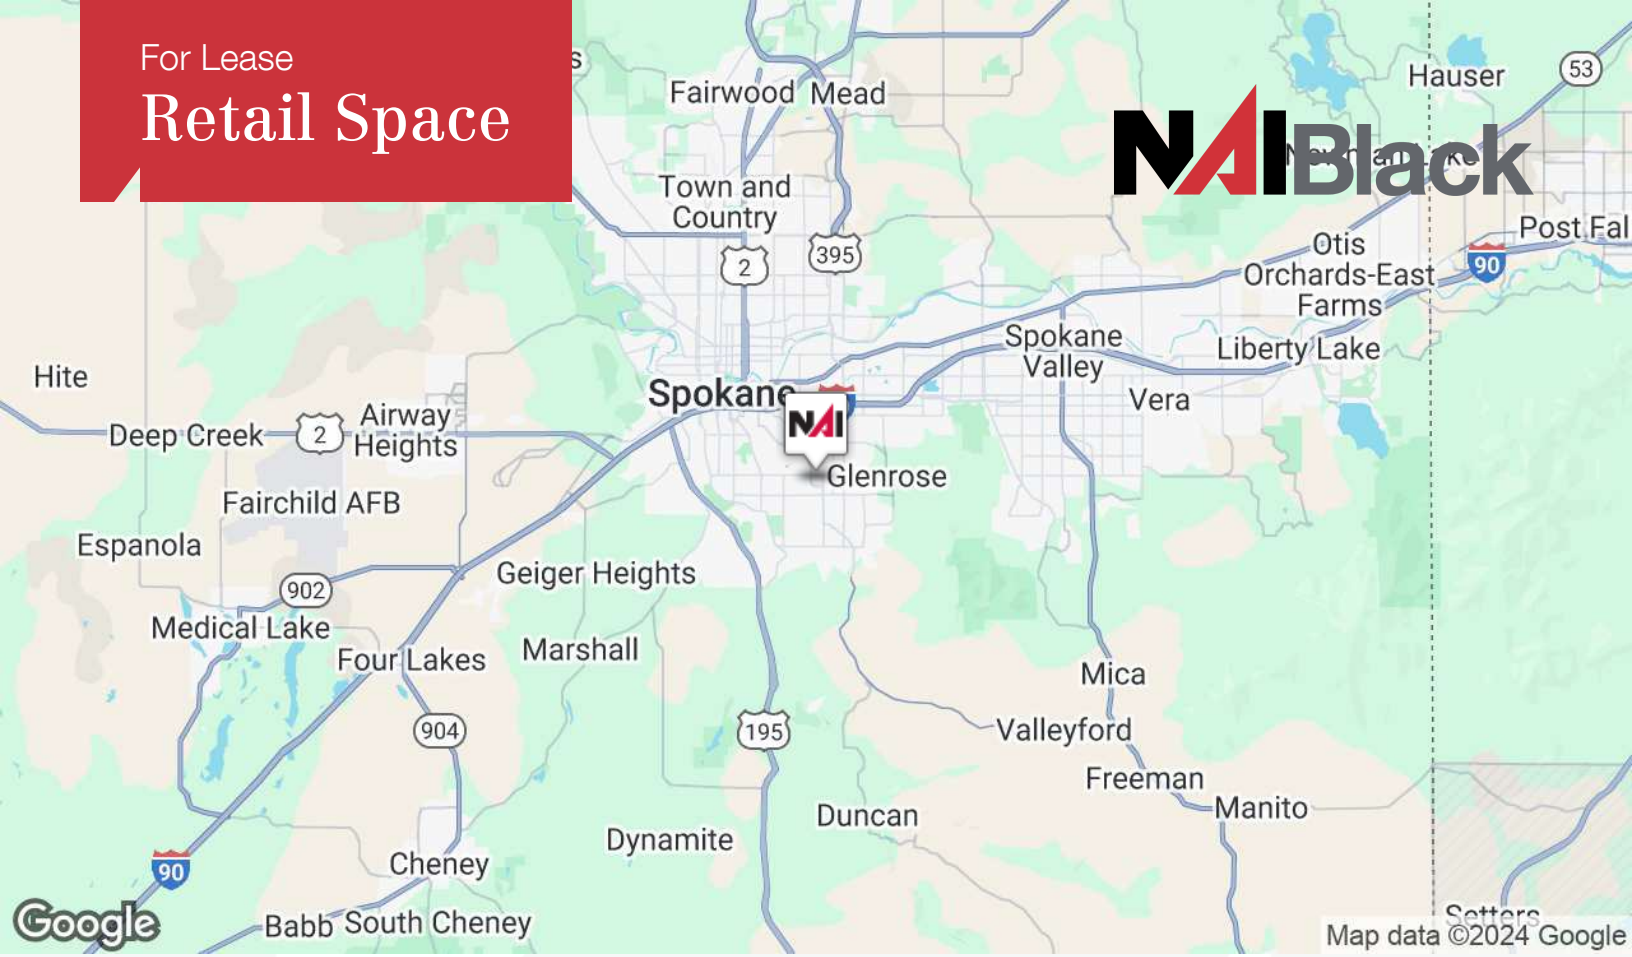 For Lease
Retail Space
s
Fairwood
Mead
Hauser
53
NAIBlack
Town and
Country
2
395
Post Fal
Otis
Orchards-East
Farms
90
Spokane
Valley
Liberty Lake
Hite
Spokane
Vera
NAI
Airway
Heights
Deep Creek
2
Glenrose
Fairchild AFB
Espanola
902
Geiger Heights
Medical Lake
Four Lakes
Marshall
Mica
904
195
Valleyford
Freeman
Manito
Duncan
Dynamite
Cheney
90
Babb
South Cheney
Setters
Google
Map data ©2024 Google